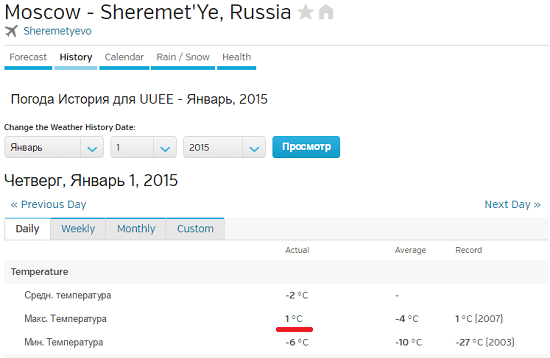 Moscow - Sheremet'Ye, Russia
Sheremetyevo
Forecast History Calendar Rain / Snow Health
Погода История для UUEE - Январь, 2015
Change the Weather History Date:
Январь 1 2015 Просмотр
Четверг, Январь 1, 2015
« Previous Day Next Day »
Daily Weekly Monthly Custom
Actual Average Record
Temperature
Средн. температура -2 °C -
Макс. Температура 1 °C -4 °C 1 °C (2007)
Мин. Температура -6 °C -10 °C -27 °C (2003)